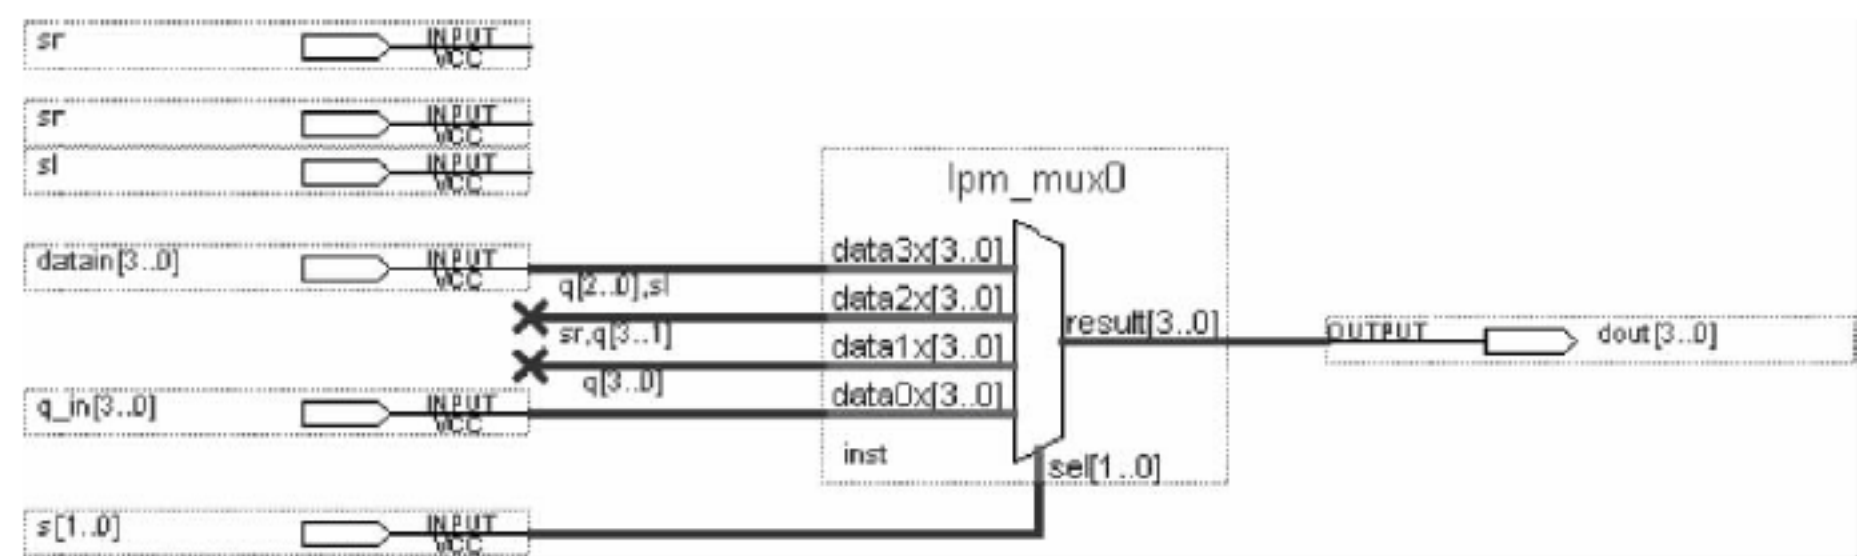 sr INPUT
VCC
sr INPUT
VCC
sl INPUT
VCC
lpm_mux0
datain[3..0] INPUT
VCC
data3x[3..0]
q[2..0],sl
data2x[3..0]
sr,q[3..1]
data1x[3..0]
q[3..0]
data0x[3..0]
result[3..0]
OUTPUT dout[3..0]
q_in[3..0] INPUT
VCC
inst
sel[1..0]
s[1..0] INPUT
VCC